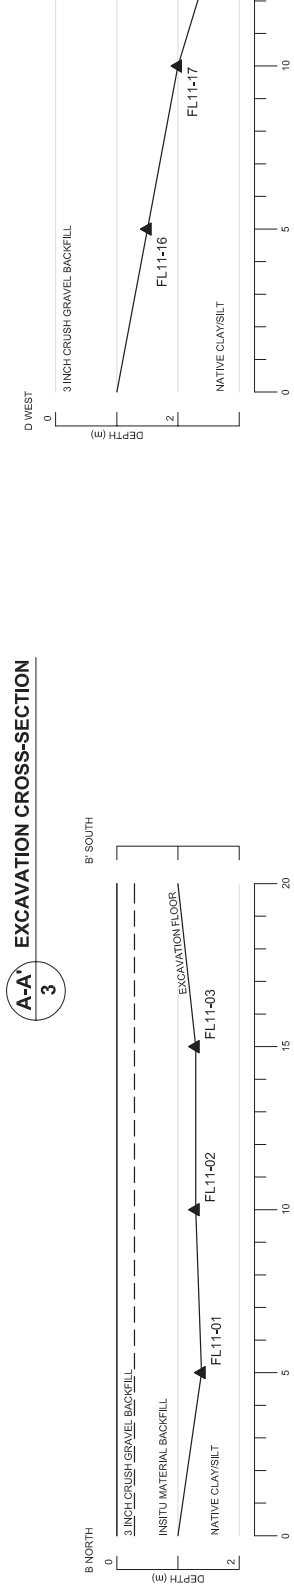 A-A'
3
EXCAVATION CROSS-SECTION
B NORTH
B' SOUTH
0
2
DEPTH (m)
3 INCH CRUSH GRAVEL BACKFILL
INSITU MATERIAL BACKFILL
NATIVE CLAY/SILT
EXCAVATION FLOOR
FL11-01
FL11-02
FL11-03
0
5
10
15
20
D WEST
0
2
DEPTH (m)
3 INCH CRUSH GRAVEL BACKFILL
NATIVE CLAY/SILT
FL11-16
FL11-17
0
5
10